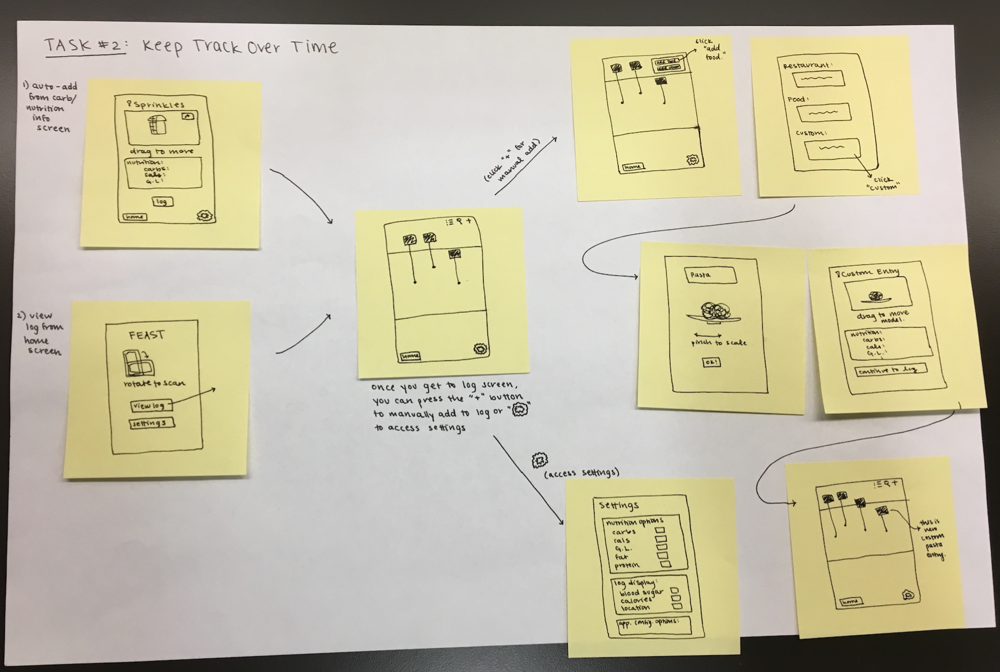 TASK #2: Keep Track Over Time
1) auto-add
from carb/
nutrition
info
screen
Sprinkles
drag to move
nutrition:
carbs:
cals:
G.L:
log
home
2) view
log from
home
screen
FEAST
rotate to scan
view log
settings
+
home
once you get to log screen,
you can press the "+" button
to manually add to log or " "
to access settings
(click "+" for
manual add)
click
"add
food."
add food
add other
home
Restaurant:
Food:
Custom:
click
"custom"
Pasta
pinch to scale
OK!
Custom Entry
drag to move
model.
nutrition:
carbs:
cals:
G.L.:
continue to log
+
this is
new
custom
pasta
entry.
home
(access settings)
Settings
nutrition options
carbs
cals
G.L.
fat
protein
log display:
blood sugar
calories
location
app. config. options: